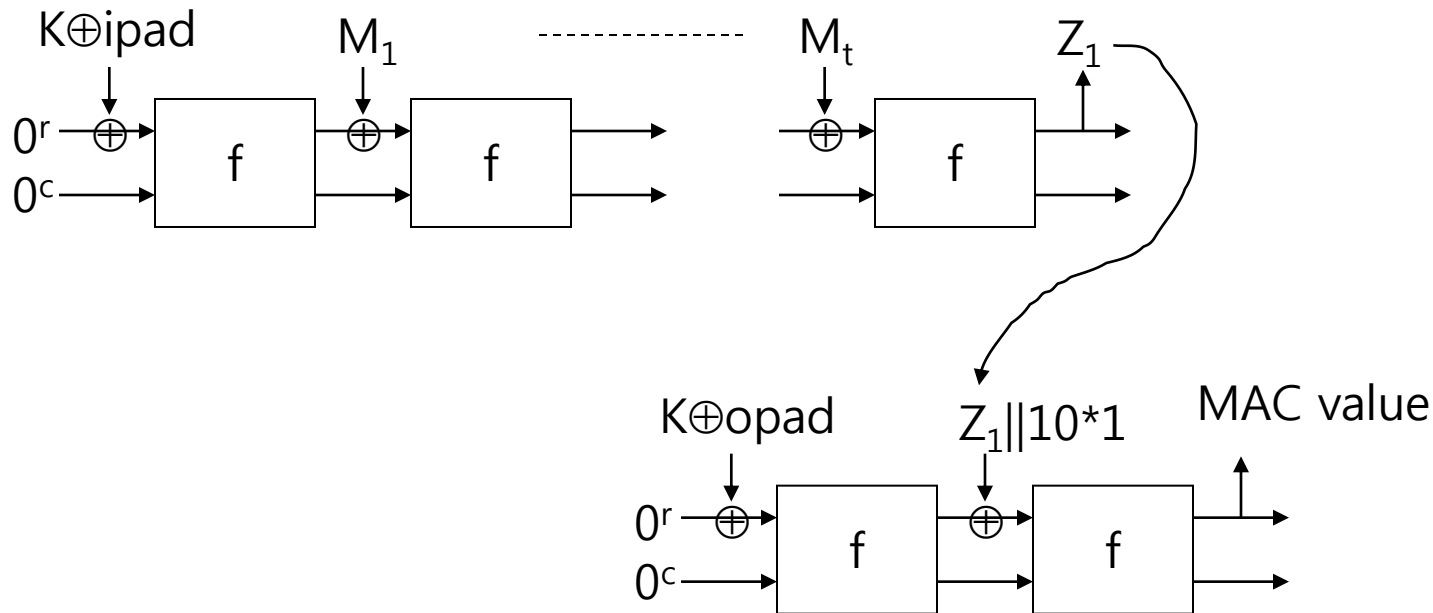 K⊕ipad
M₁
Mₜ
Z₁
0ʳ
f
f
f
0ᶜ
K⊕opad
Z₁||10*1
MAC value
0ʳ
f
f
0ᶜ